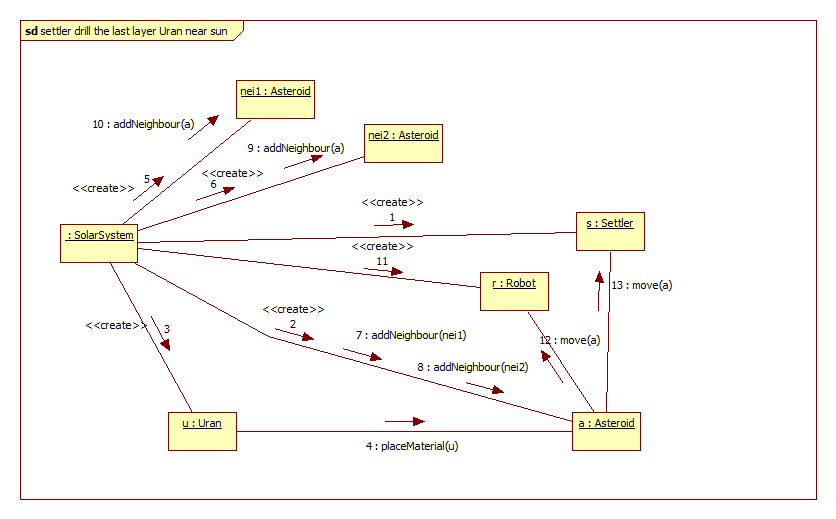 sd settler drill the last layer Uran near sun
nei1 : Asteroid
10 : addNeighbour(a)
nei2 : Asteroid
9 : addNeighbour(a)
<<create>>
5
<<create>>
6
<<create>>
1
s : Settler
: SolarSystem
<<create>>
11
r : Robot
13 : move(a)
<<create>>
2
<<create>>
3
7 : addNeighbour(nei1)
12 : move(a)
8 : addNeighbour(nei2)
u : Uran
a : Asteroid
4 : placeMaterial(u)